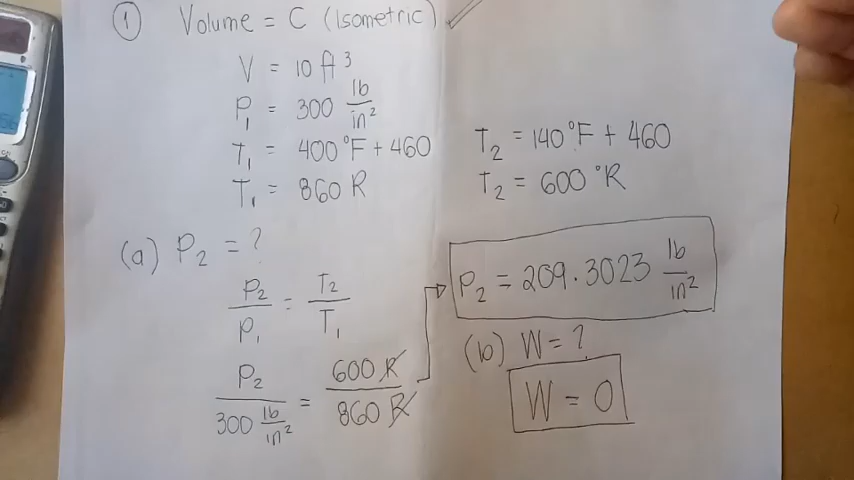 ① Volume = C (Isometric)
V = 10 ft³
P₁ = 300 lb/in²
T₁ = 400°F + 460
T₁ = 860 R
T₂ = 140°F + 460
T₂ = 600 °R
(a) P₂ = ?
P₂/P₁ = T₂/T₁
P₂/300 lb/in² = 600 R/860 R
P₂ = 209.3023 lb/in²
(b) W = ?
W = 0